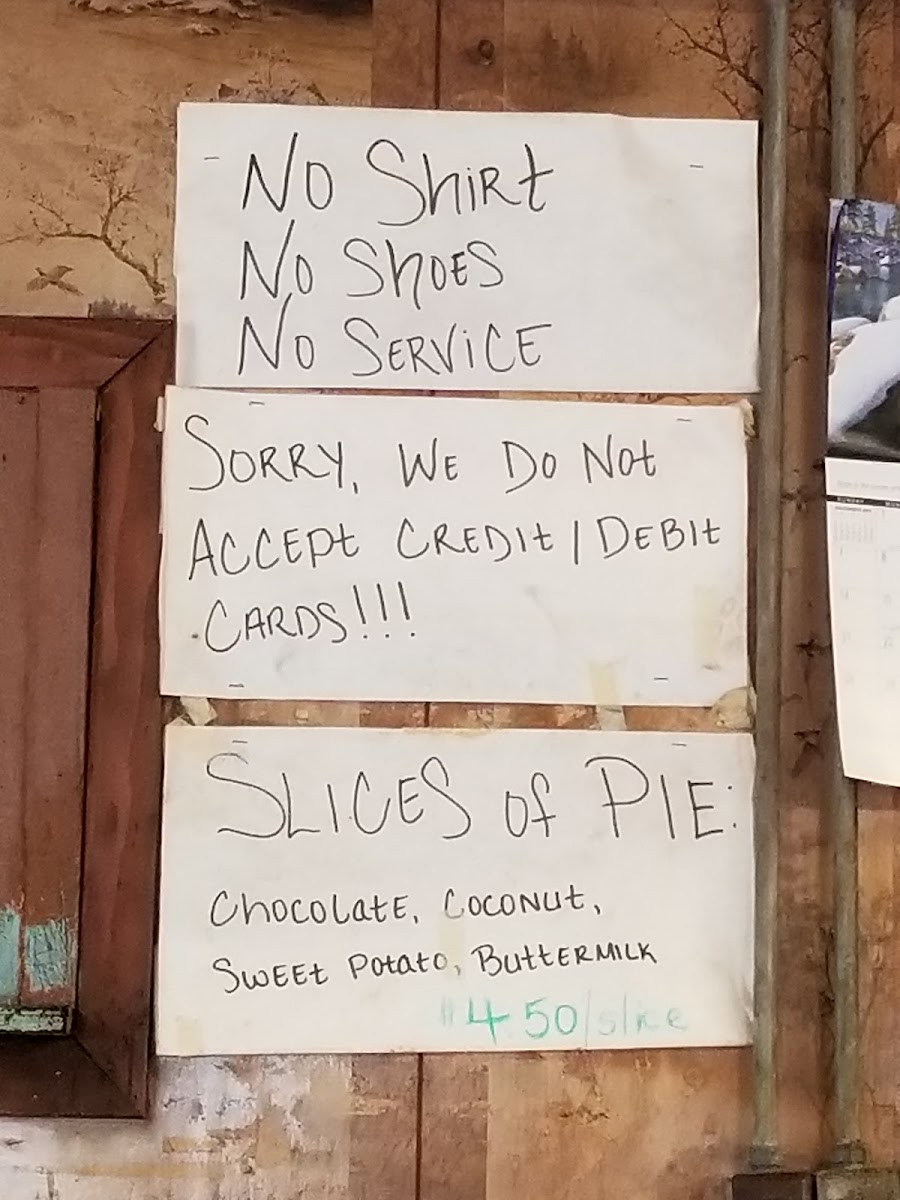 No Shirt
No Shoes
No Service
Sorry, We Do Not
Accept Credit/Debit
Cards!!!
Slices of Pie:
Chocolate, Coconut,
Sweet Potato, Buttermilk
$4.50/slice